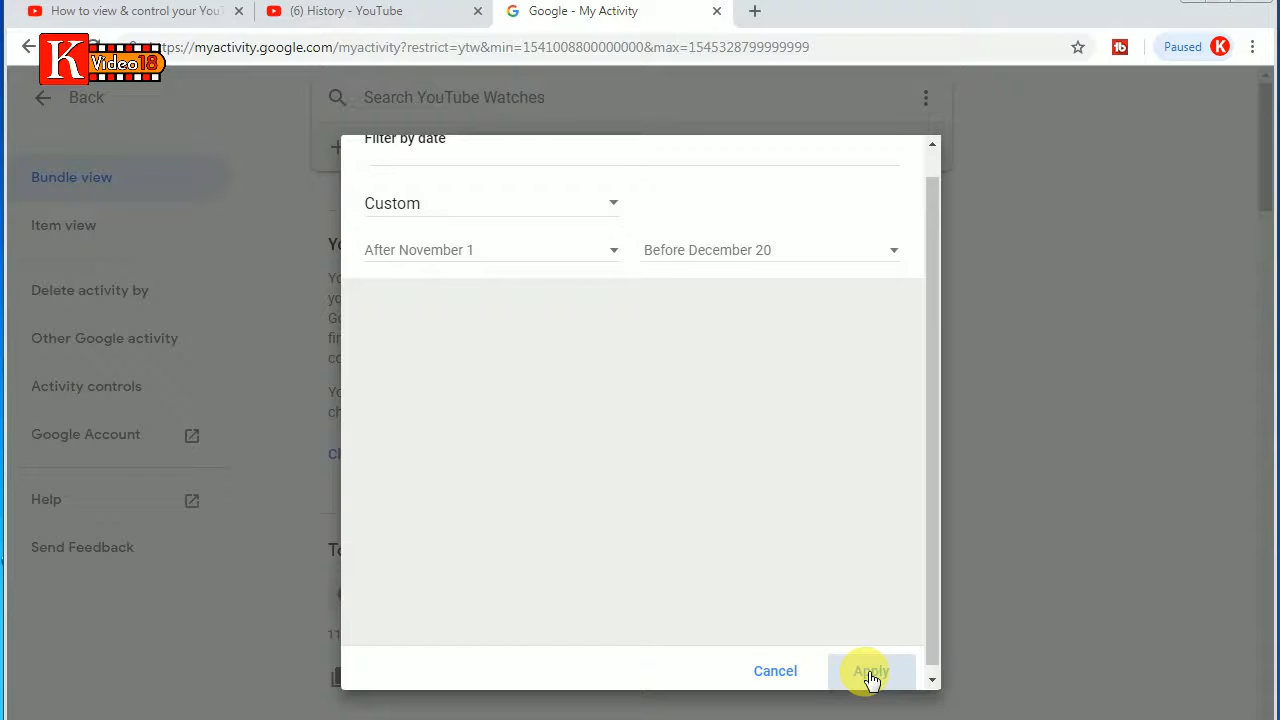 How to view & control your You
(6) History - YouTube
Google - My Activity
https://myactivity.google.com/myactivity?restrict=ytw&min=1541008800000000&max=1545328799999999
Paused K
K Video18
Back
Search YouTube Watches
Filter by date
Bundle view
Custom
Item view
After November 1
Before December 20
Delete activity by
Other Google activity
Activity controls
Google Account
Help
Send Feedback
Cancel
Apply